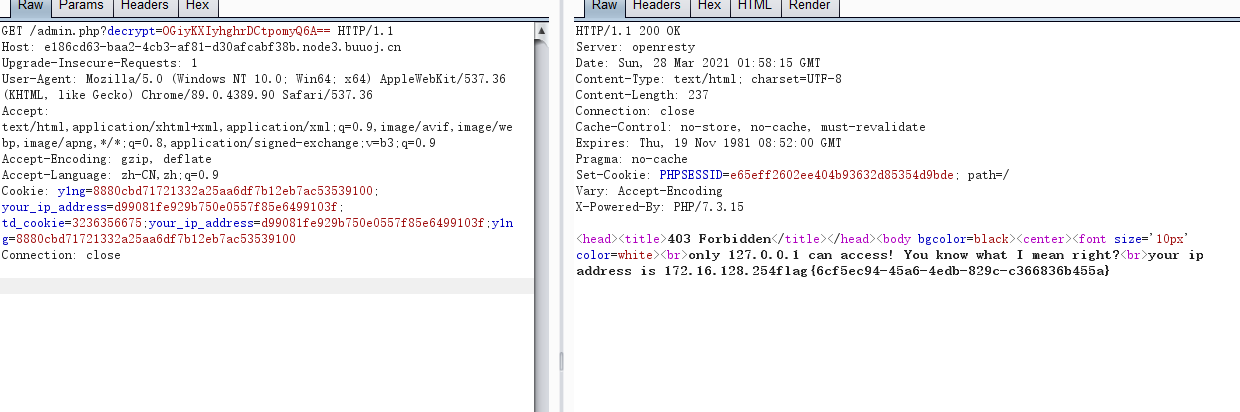 Raw Params Headers Hex
GET /admin.php?decrypt=OGiyKXIyhghrDCtpomyQ6A== HTTP/1.1
Host: e186cd63-baa2-4cb3-af81-d30afcabf38b.node3.buuoj.cn
Upgrade-Insecure-Requests: 1
User-Agent: Mozilla/5.0 (Windows NT 10.0; Win64; x64) AppleWebKit/537.36
(KHTML, like Gecko) Chrome/89.0.4389.90 Safari/537.36
Accept:
text/html,application/xhtml+xml,application/xml;q=0.9,image/avif,image/we
bp,image/apng,*/*;q=0.8,application/signed-exchange;v=b3;q=0.9
Accept-Encoding: gzip, deflate
Accept-Language: zh-CN,zh;q=0.9
Cookie: y1ng=8880cbd71721332a25aa6df7b12eb7ac53539100;
your_ip_address=d99081fe929b750e0557f85e6499103f;
td_cookie=3236356675;your_ip_address=d99081fe929b750e0557f85e6499103f;y1n
g=8880cbd71721332a25aa6df7b12eb7ac53539100
Connection: close
Raw Headers Hex HTML Render
HTTP/1.1 200 OK
Server: openresty
Date: Sun, 28 Mar 2021 01:58:15 GMT
Content-Type: text/html; charset=UTF-8
Content-Length: 237
Connection: close
Cache-Control: no-store, no-cache, must-revalidate
Expires: Thu, 19 Nov 1981 08:52:00 GMT
Pragma: no-cache
Set-Cookie: PHPSESSID=e65eff2602ee404b93632d85354d9bde; path=/
Vary: Accept-Encoding
X-Powered-By: PHP/7.3.15
<head><title>403 Forbidden</title></head><body bgcolor=black><center><font size='10px'
color=white><br>only 127.0.0.1 can access! You know what I mean right?<br>your ip
address is 172.16.128.254flag{6cf5ec94-45a6-4edb-829c-c366836b455a}